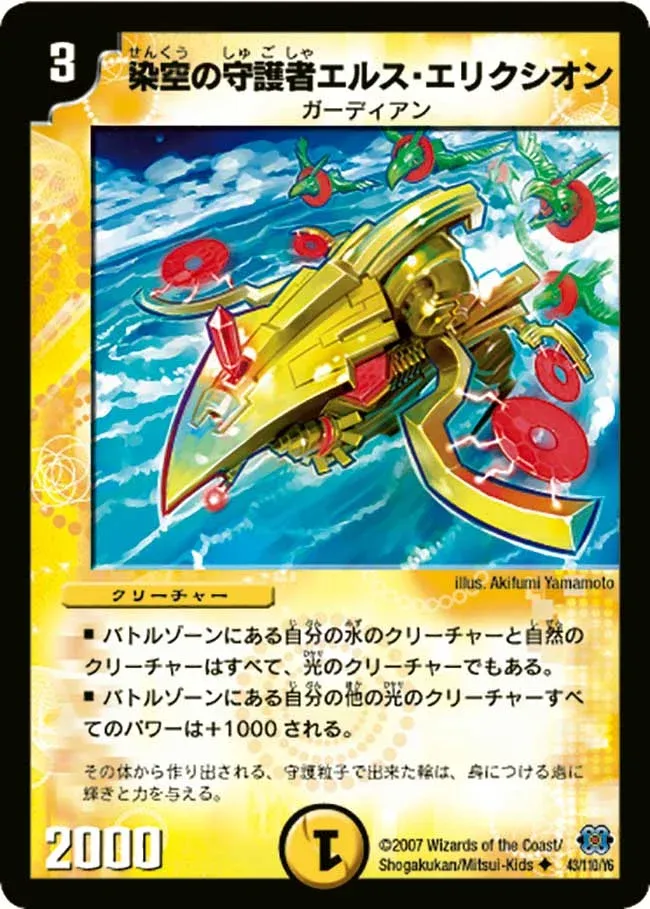 3
せんくう しゅごしゃ
染空の守護者エルス・エリクシオン
ガーディアン
illus. Akifumi Yamamoto
クリーチャー
■ バトルゾーンにある自分の水のクリーチャーと自然の
クリーチャーはすべて、光のクリーチャーでもある。
■ バトルゾーンにある自分の他の光のクリーチャーすべ
てのパワーは+1000される。
その体から作り出される、守護粒子で出来た輪は、身につける者に
輝きと力を与える。
2000
1
©2007 Wizards of the Coast/
Shogakukan/Mitsui-Kids 43/110/Y6